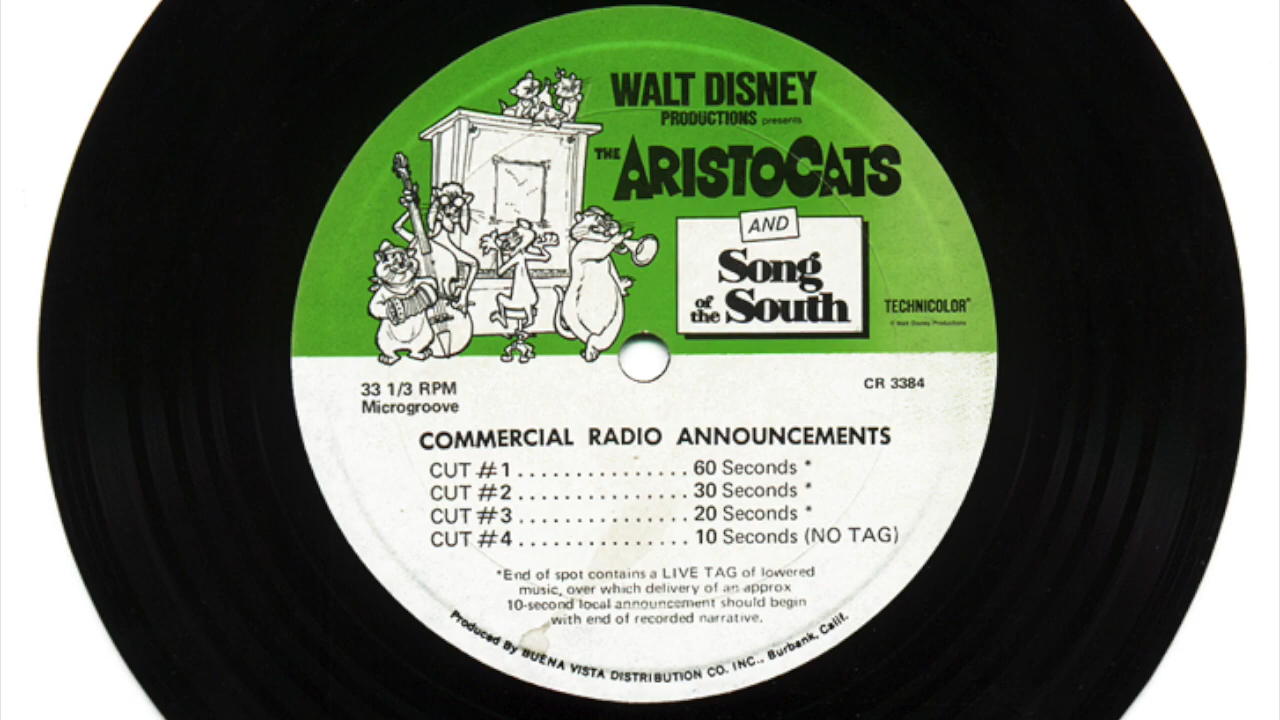 WALT DISNEY
PRODUCTIONS presents
THE ARISTOCATS
AND
Song
of the South
TECHNICOLOR®
© Walt Disney Productions
33 1/3 RPM
Microgroove
CR 3384
COMMERCIAL RADIO ANNOUNCEMENTS
CUT #1 . . . . . . . . . . . . . . . 60 Seconds *
CUT #2 . . . . . . . . . . . . . . . 30 Seconds *
CUT #3 . . . . . . . . . . . . . . . 20 Seconds *
CUT #4 . . . . . . . . . . . . . . . 10 Seconds (NO TAG)
*End of spot contains a LIVE TAG of lowered
music, over which delivery of an approx
10-second local announcement should begin
with end of recorded narrative.
Produced By BUENA VISTA DISTRIBUTION CO. INC., Burbank, Calif.